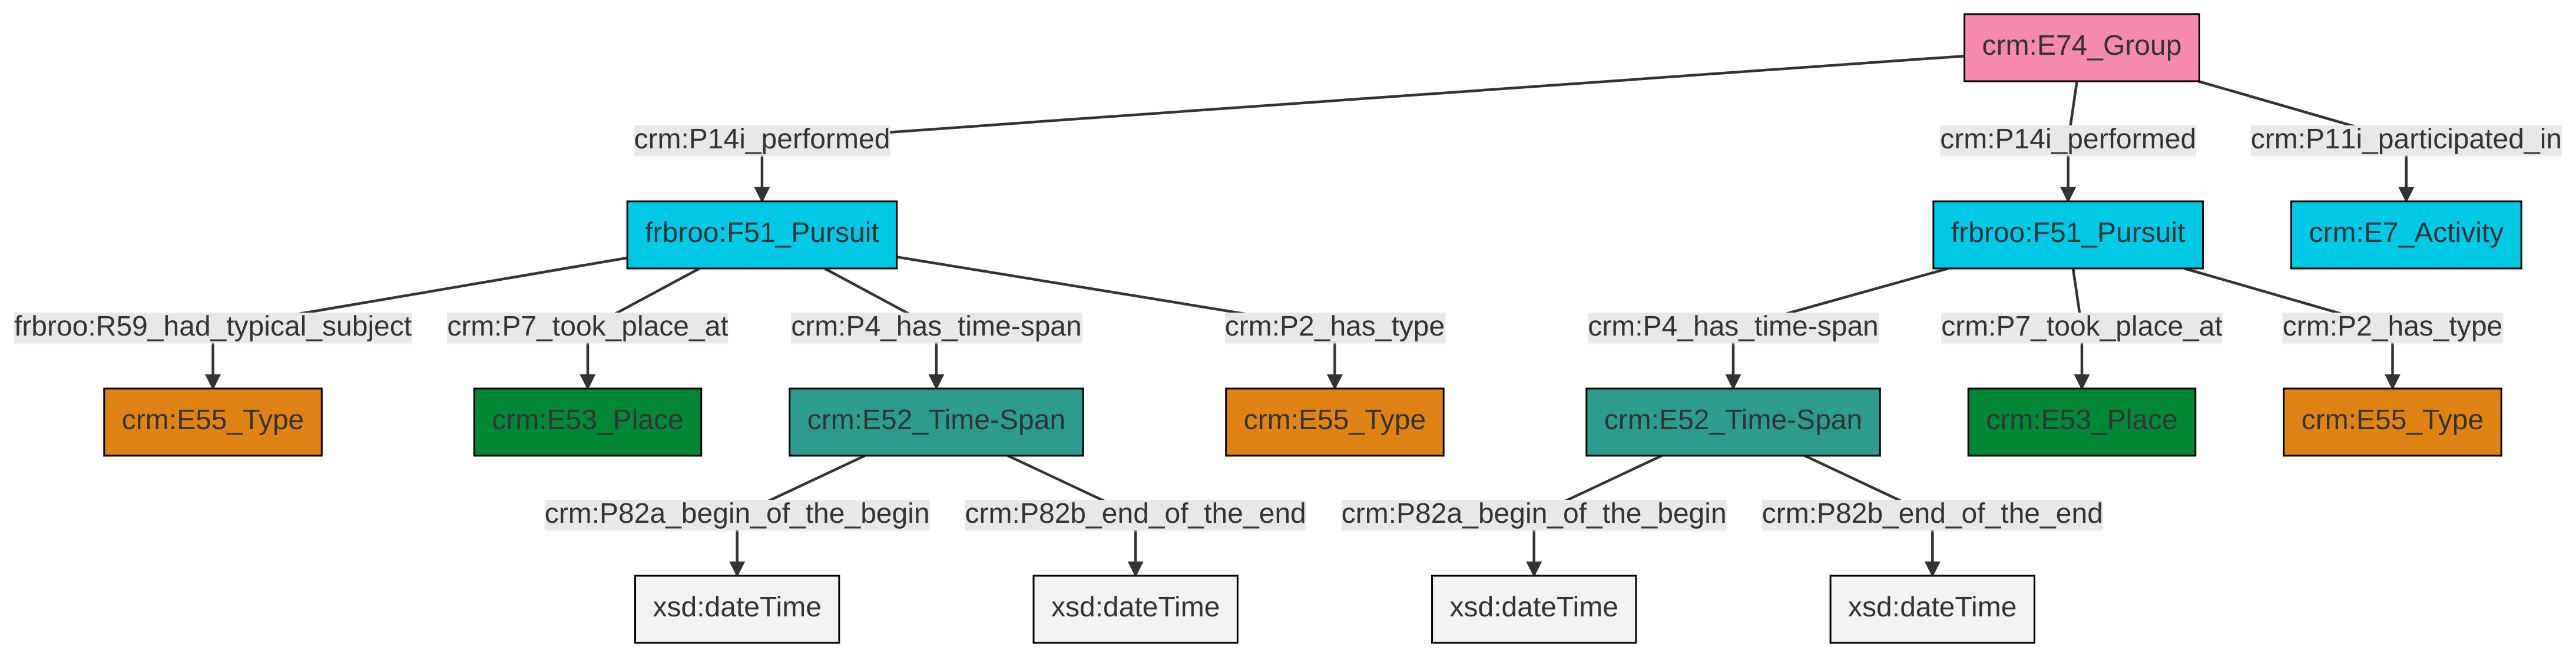 crm:E74_Group
crm:P14i_performed
crm:P14i_performed
crm:P11i_participated_in
frbroo:F51_Pursuit
frbroo:F51_Pursuit
crm:E7_Activity
frbroo:R59_had_typical_subject
crm:P7_took_place_at
crm:P4_has_time-span
crm:P2_has_type
crm:P4_has_time-span
crm:P7_took_place_at
crm:P2_has_type
crm:E55_Type
crm:E53_Place
crm:E52_Time-Span
crm:E55_Type
crm:E52_Time-Span
crm:E53_Place
crm:E55_Type
crm:P82a_begin_of_the_begin
crm:P82b_end_of_the_end
crm:P82a_begin_of_the_begin
crm:P82b_end_of_the_end
xsd:dateTime
xsd:dateTime
xsd:dateTime
xsd:dateTime